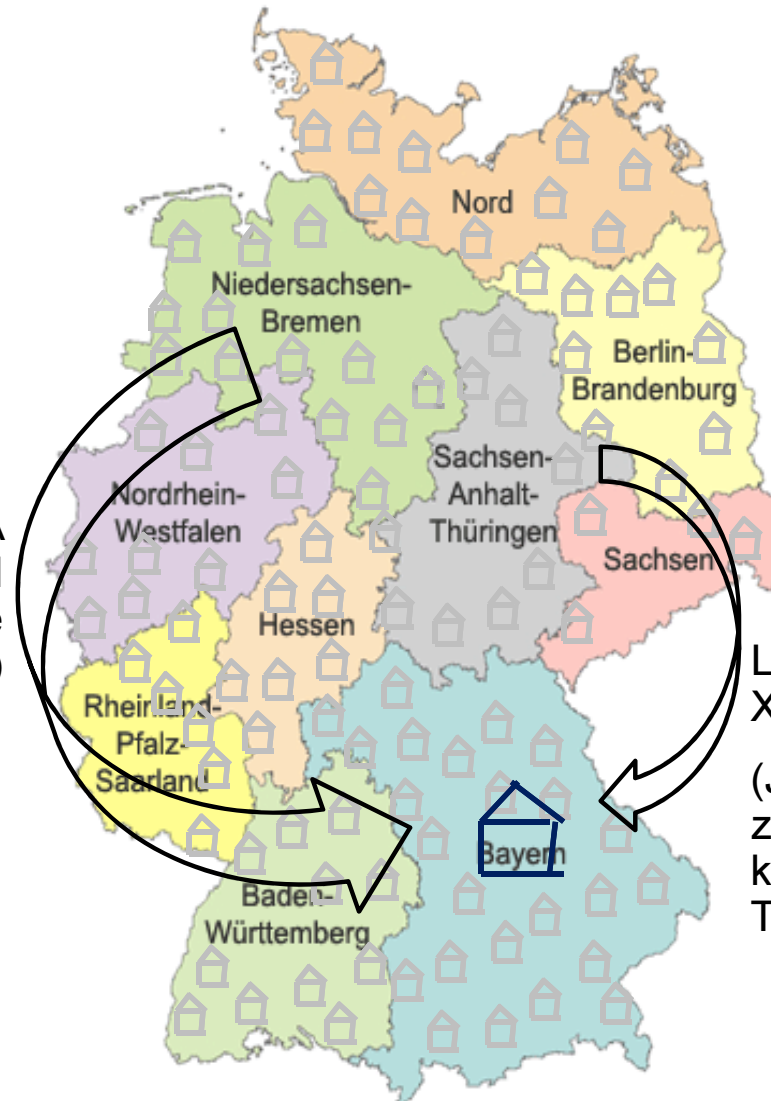 Nord
Niedersachsen-
Bremen
Berlin-
Brandenburg
Sachsen-
Anhalt-
Thüringen
Nordrhein-
Westfalen
Sachsen
Hessen
Rheinland-
Pfalz-
Saarland
Bayern
Baden-
Württemberg
A
l
e
)
L
X
(J
z
k
T